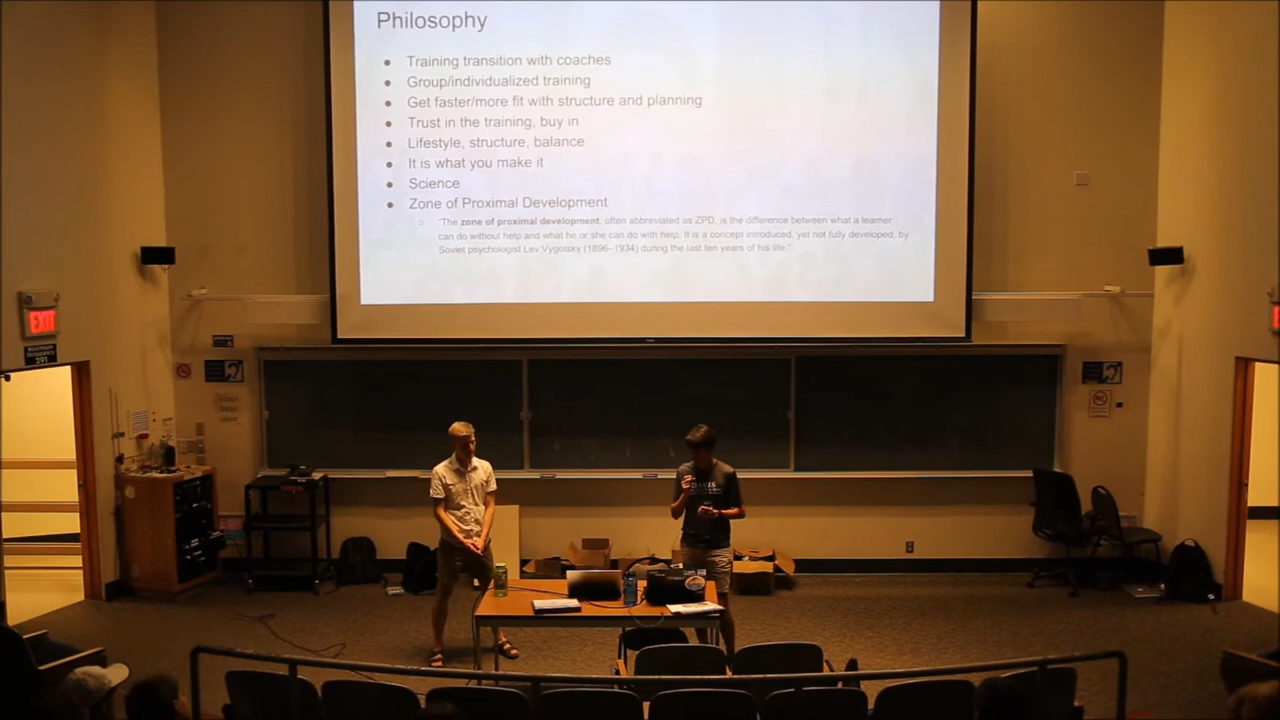 Philosophy
Training transition with coaches
Group/individualized training
Get faster/more fit with structure and planning
Trust in the training, buy in
Lifestyle, structure, balance
It is what you make it
Science
Zone of Proximal Development
"The zone of proximal development, often abbreviated as ZPD, is the difference between what a learner
can do without help and what he or she can do with help. It is a concept introduced, yet not fully developed, by
Soviet psychologist Lev Vygotsky (1896–1934) during the last ten years of his life."
EXIT
MAXIMUM
OCCUPANCY
291
DAVIS